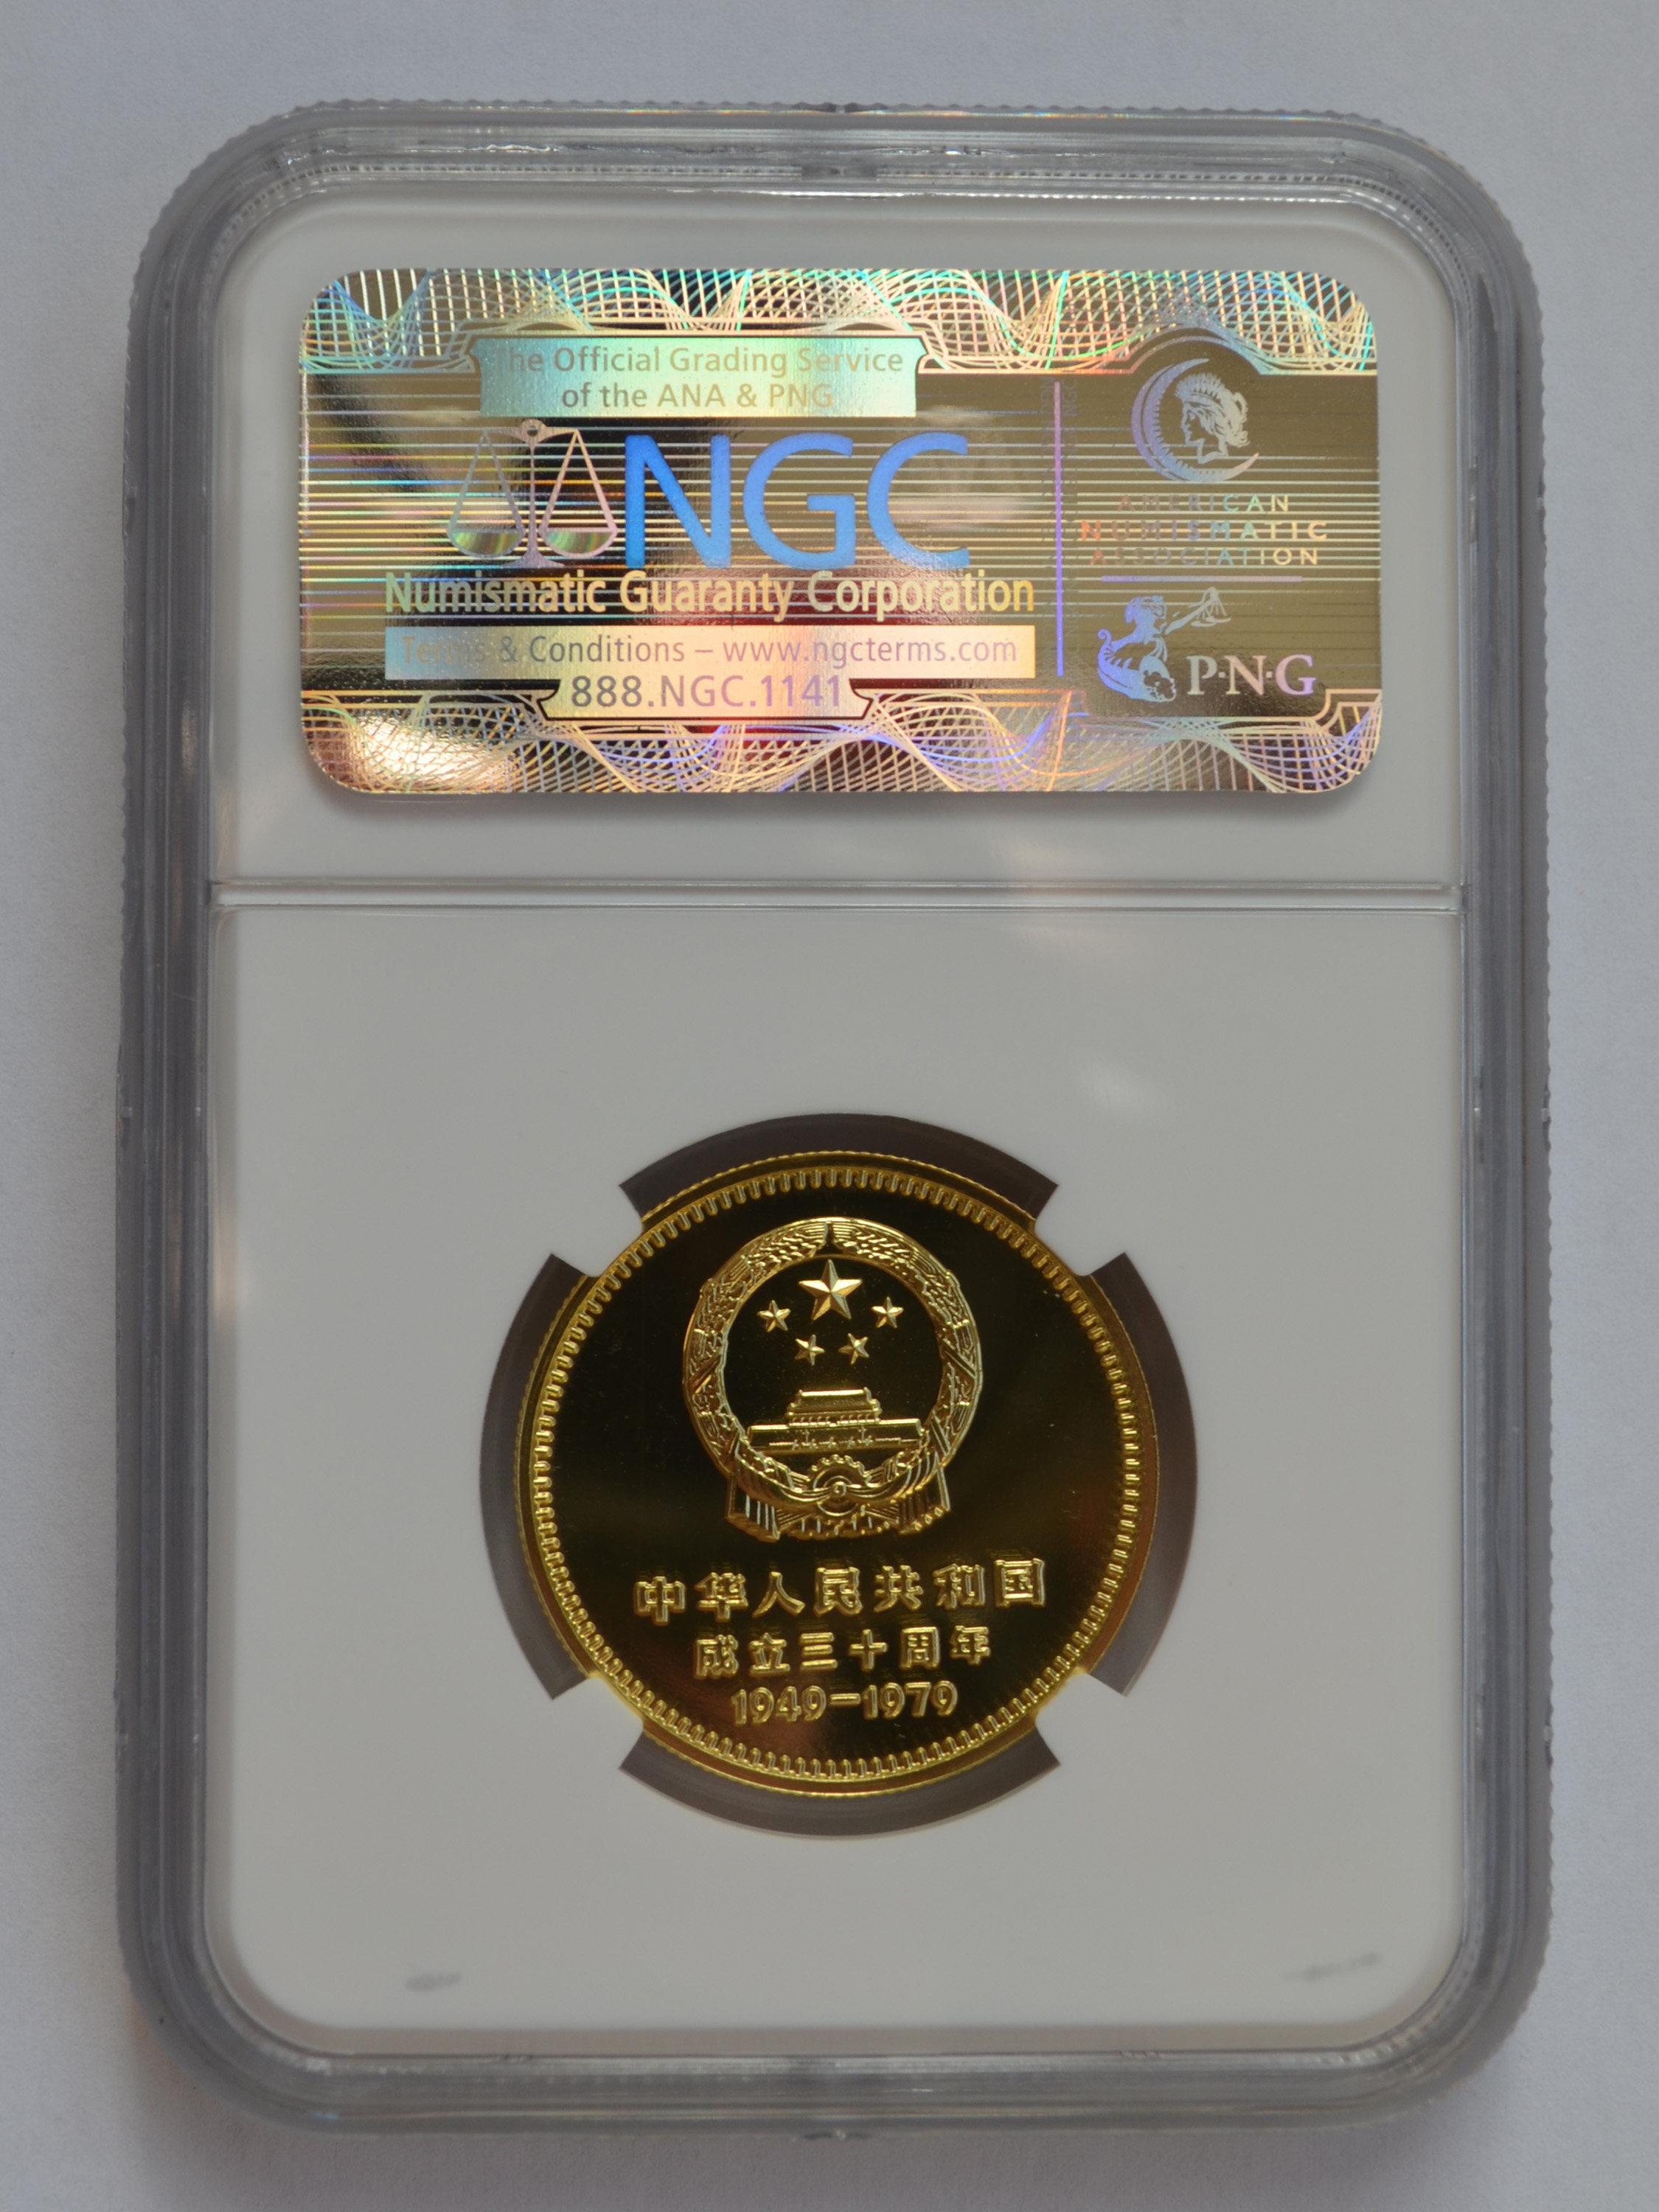 The Official Grading Service
of the ANA & PNG
NGC
Numismatic Guaranty Corporation
Terms & Conditions – www.ngcterms.com
888.NGC.1141
AMERICAN
NUMISMATIC
ASSOCIATION
P·N·G
中华人民共和国
成立三十周年
1949-1979